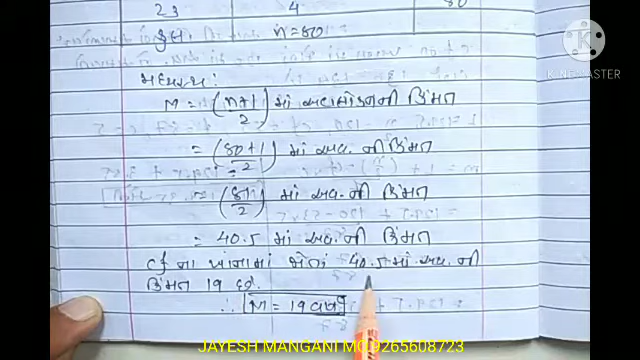 23 4 80
કુલ n=80
મધ્યસ્થ:
M = (n+1/2) માં અવલોકનની કિંમત
= (80+1/2) માં અવ. ની કિંમત
= (81/2) માં અવ. ની કિંમત
= 40.5 માં અવ. ની કિંમત
cf ના ખાનામાં જોતાં 40.5 માં અવ. ની
કિંમત 19 છે.
∴ M = 19 વર્ષ
KINEMASTER
JAYESH MANGANI MO.9265608723